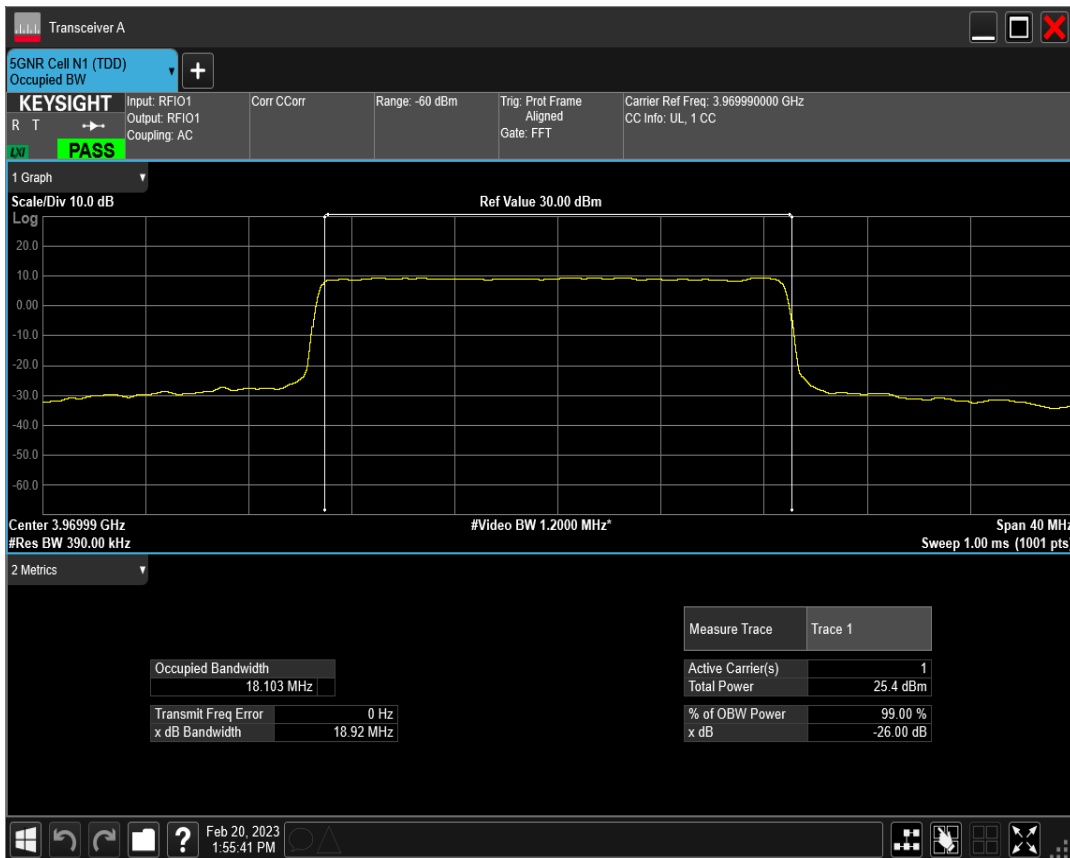 Transceiver A
5GNR Cell N1 (TDD)
Occupied BW
+
KEYSIGHT
R T
LXI
PASS
Input: RFIO1
Output: RFIO1
Coupling: AC
Corr CCorr
Range: -60 dBm
Trig: Prot Frame
Aligned
Gate: FFT
Carrier Ref Freq: 3.969990000 GHz
CC Info: UL, 1 CC
1 Graph
Scale/Div 10.0 dB
Ref Value 30.00 dBm
Log
20.0
10.0
0.00
-10.0
-20.0
-30.0
-40.0
-50.0
-60.0
Center 3.96999 GHz
#Video BW 1.2000 MHz*
Span 40 MHz
#Res BW 390.00 kHz
Sweep 1.00 ms (1001 pts)
2 Metrics
Measure Trace Trace 1
Occupied Bandwidth
18.103 MHz
Active Carrier(s) 1
Total Power 25.4 dBm
Transmit Freq Error 0 Hz
x dB Bandwidth 18.92 MHz
% of OBW Power 99.00 %
x dB -26.00 dB
?
Feb 20, 2023
1:55:41 PM